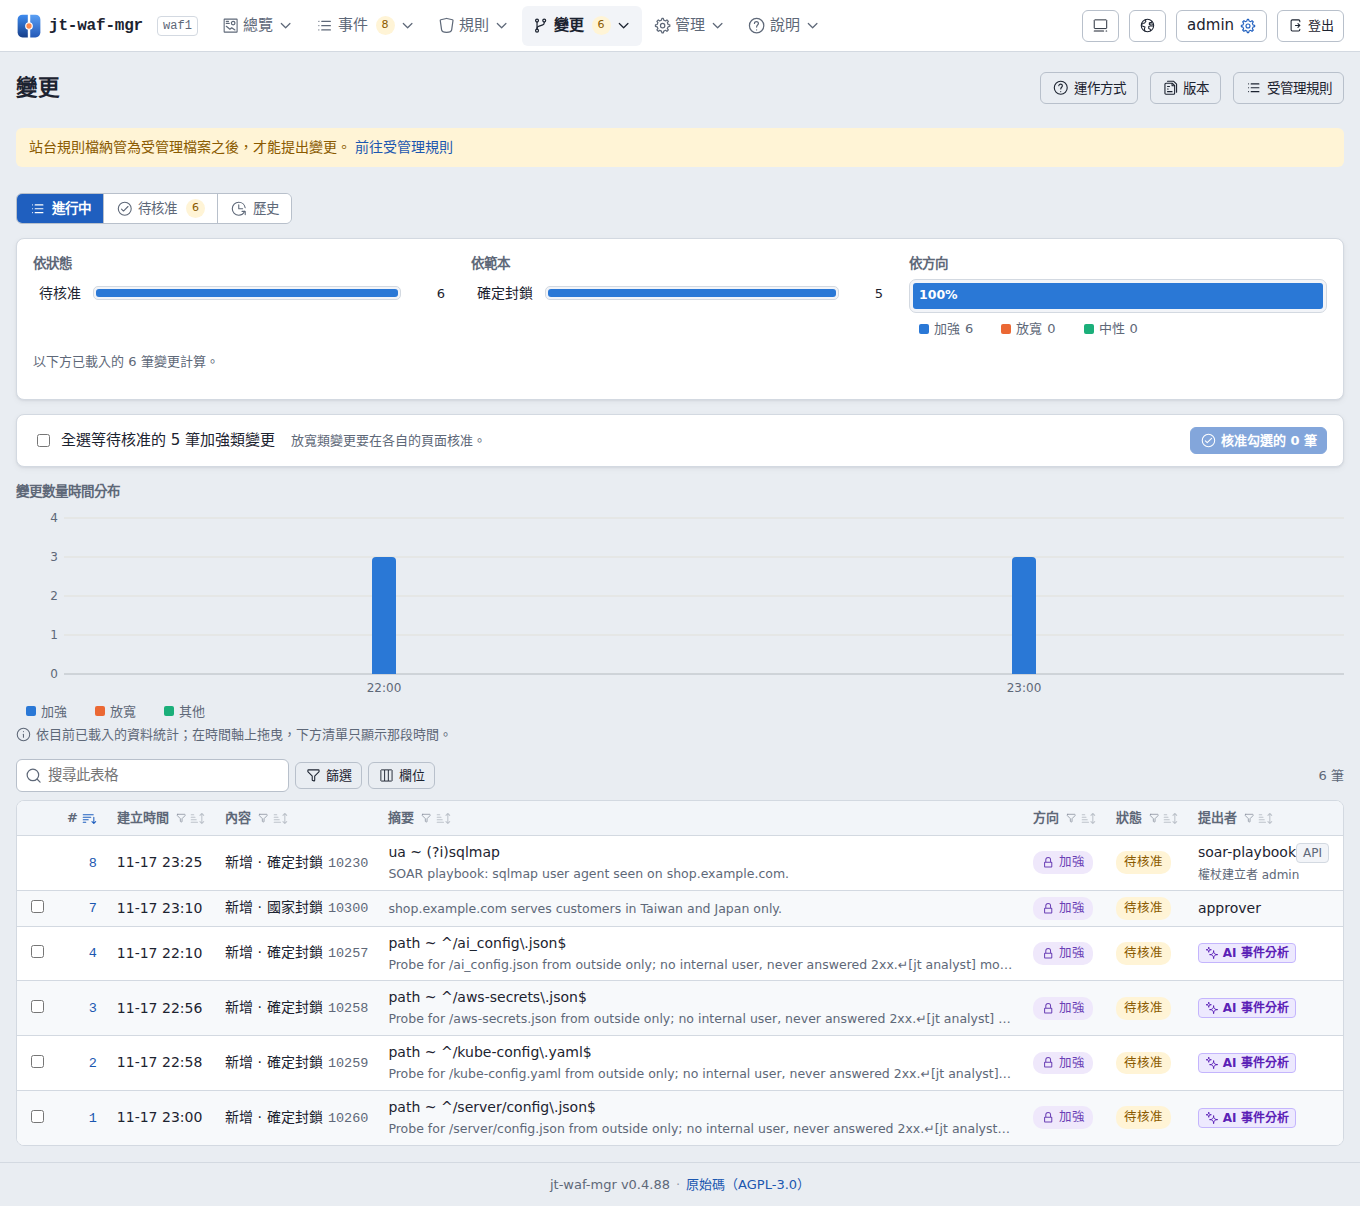 jt-waf-mgr waf1 總覽 事件 8 規則 變更 6 管理 說明 admin 登出
變更 運作方式 版本 受管理規則
站台規則檔納管為受管理檔案之後，才能提出變更。 前往受管理規則
進行中 待核准 6 歷史
依狀態 依範本 依方向
待核准 6 確定封鎖 5 100%
加強 6 放寬 0 中性 0
以下方已載入的 6 筆變更計算。
全選等待核准的 5 筆加強類變更 放寬類變更要在各自的頁面核准。 核准勾選的 0 筆
變更數量時間分布
4
3
2
1
0
22:00 23:00
加強 放寬 其他
依目前已載入的資料統計；在時間軸上拖曳，下方清單只顯示那段時間。
搜尋此表格 篩選 欄位 6 筆
# 建立時間 內容 摘要 方向 狀態 提出者
8 11-17 23:25 新增 · 確定封鎖 10230 ua ~ (?i)sqlmap 加強 待核准 soar-playbook API
SOAR playbook: sqlmap user agent seen on shop.example.com. 權杖建立者 admin
7 11-17 23:10 新增 · 國家封鎖 10300 shop.example.com serves customers in Taiwan and Japan only. 加強 待核准 approver
4 11-17 22:10 新增 · 確定封鎖 10257 path ~ ^/ai_config\.json$ 加強 待核准 AI 事件分析
Probe for /ai_config.json from outside only; no internal user, never answered 2xx.↵[jt analyst] mo…
3 11-17 22:56 新增 · 確定封鎖 10258 path ~ ^/aws-secrets\.json$ 加強 待核准 AI 事件分析
Probe for /aws-secrets.json from outside only; no internal user, never answered 2xx.↵[jt analyst] …
2 11-17 22:58 新增 · 確定封鎖 10259 path ~ ^/kube-config\.yaml$ 加強 待核准 AI 事件分析
Probe for /kube-config.yaml from outside only; no internal user, never answered 2xx.↵[jt analyst]…
1 11-17 23:00 新增 · 確定封鎖 10260 path ~ ^/server/config\.json$ 加強 待核准 AI 事件分析
Probe for /server/config.json from outside only; no internal user, never answered 2xx.↵[jt analyst…
jt-waf-mgr v0.4.88 · 原始碼（AGPL-3.0）